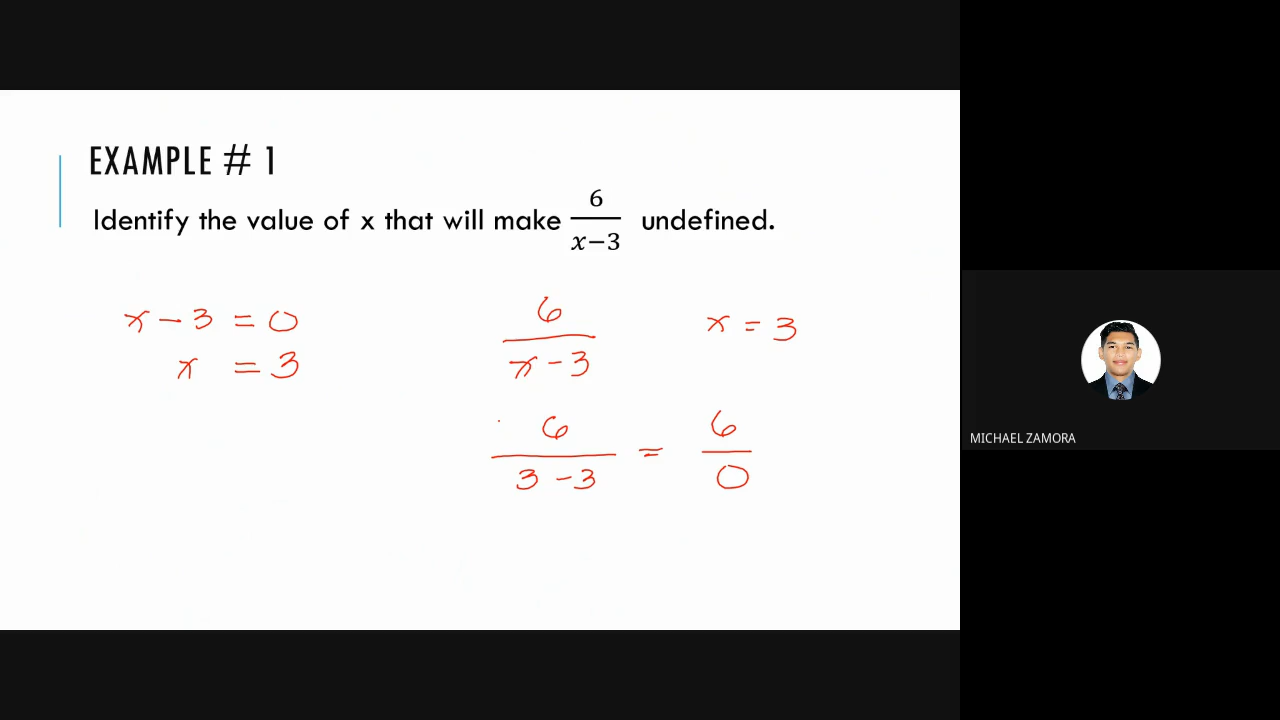 EXAMPLE # 1
Identify the value of x that will make 6/(x−3) undefined.
x − 3 = 0
x = 3
6/(x − 3)
x = 3
6/(3 − 3) = 6/0
MICHAEL ZAMORA